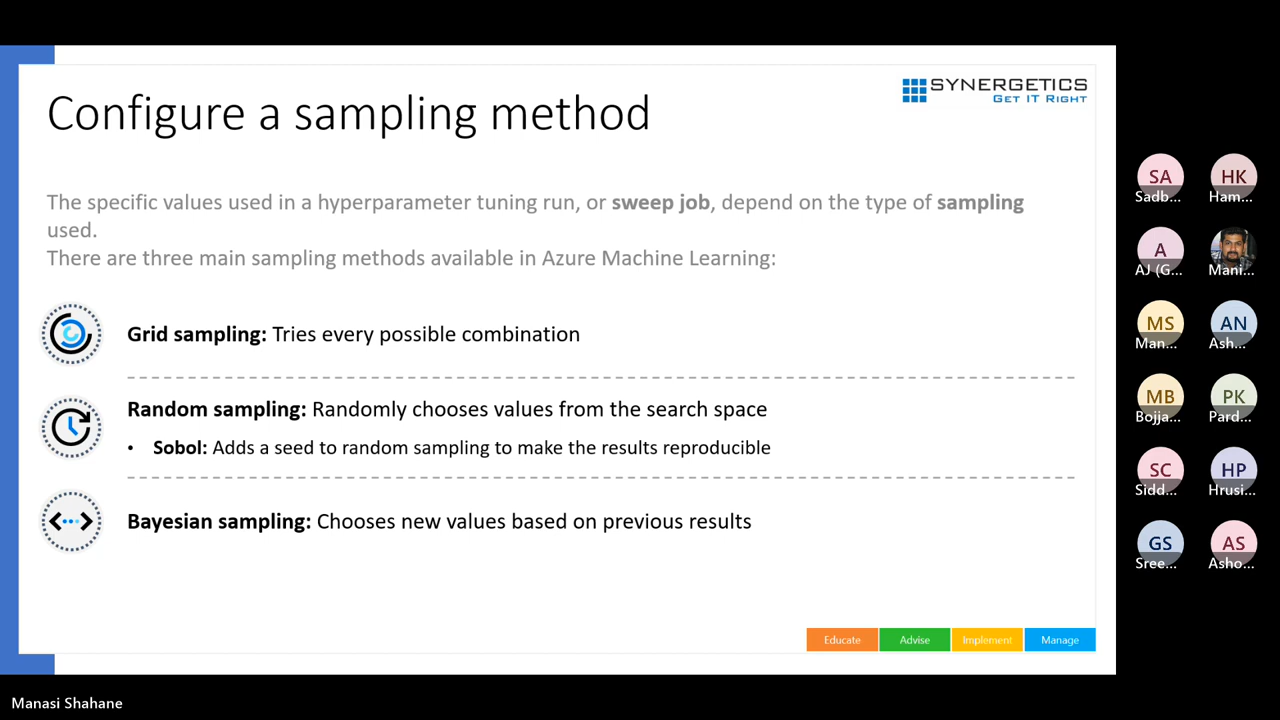 SYNERGETICS
GET IT RIGHT
Configure a sampling method
The specific values used in a hyperparameter tuning run, or sweep job, depend on the type of sampling
used.
There are three main sampling methods available in Azure Machine Learning:
Grid sampling: Tries every possible combination
Random sampling: Randomly chooses values from the search space
• Sobol: Adds a seed to random sampling to make the results reproducible
Bayesian sampling: Chooses new values based on previous results
Educate Advise Implement Manage
SA HK
Sadb... Ham...
A
AJ (G... Mani...
MS AN
Man... Ash...
MB PK
Bojja... Pard...
SC HP
Sidd... Hrusi...
GS AS
Sree... Asho...
Manasi Shahane